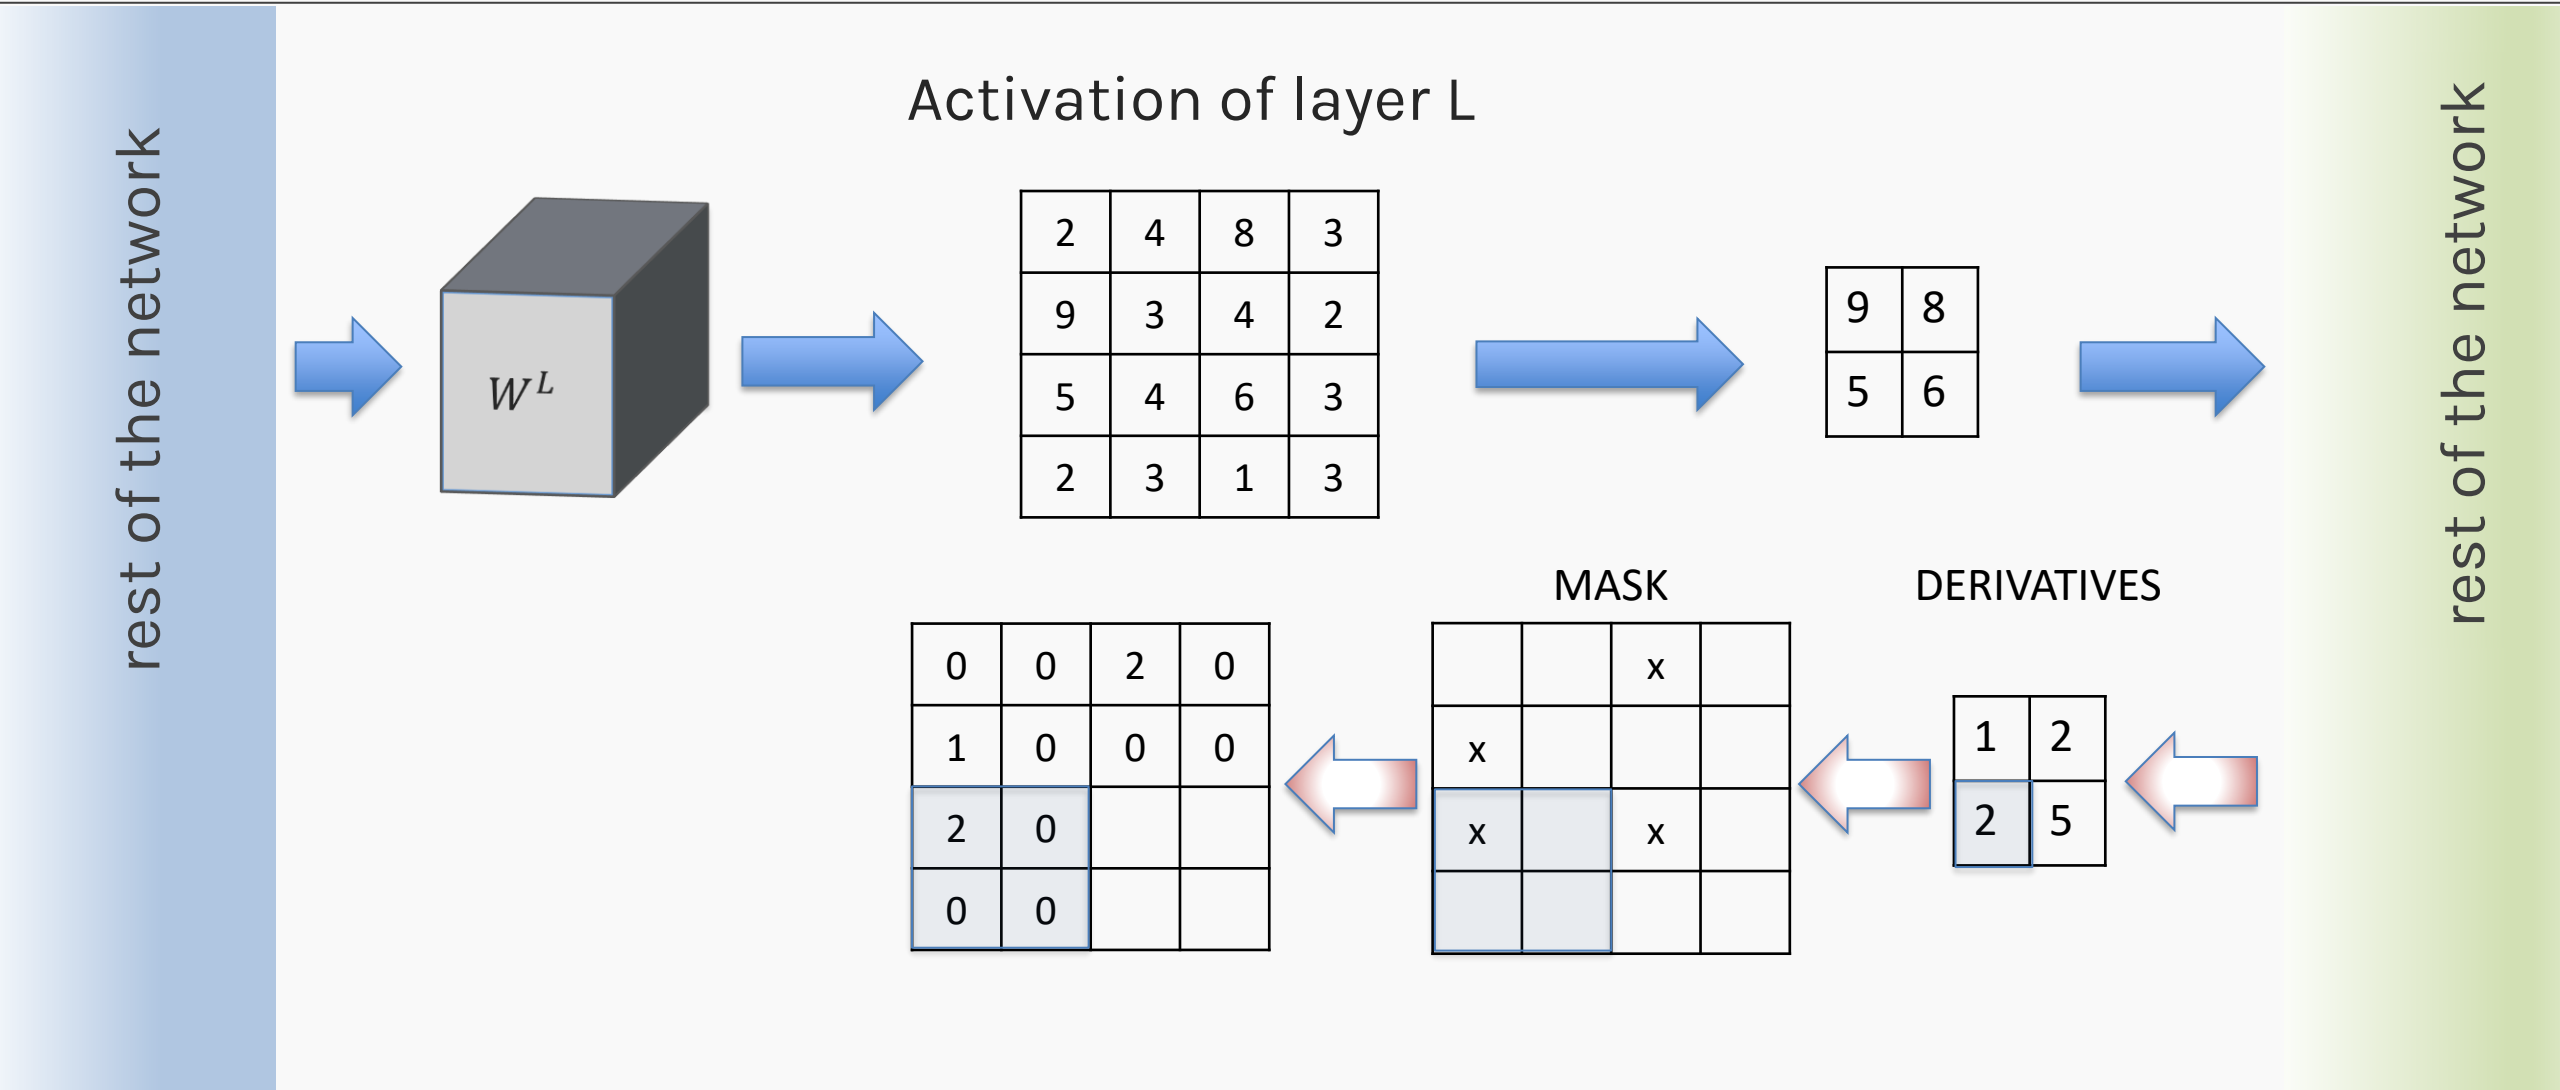 rest of the network
Activation of layer L
W^L
2 4 8 3
9 3 4 2
5 4 6 3
2 3 1 3
9 8
5 6
rest of the network
MASK
DERIVATIVES
0 0 2 0
1 0 0 0
2 0
0 0
x
x
x x
1 2
2 5